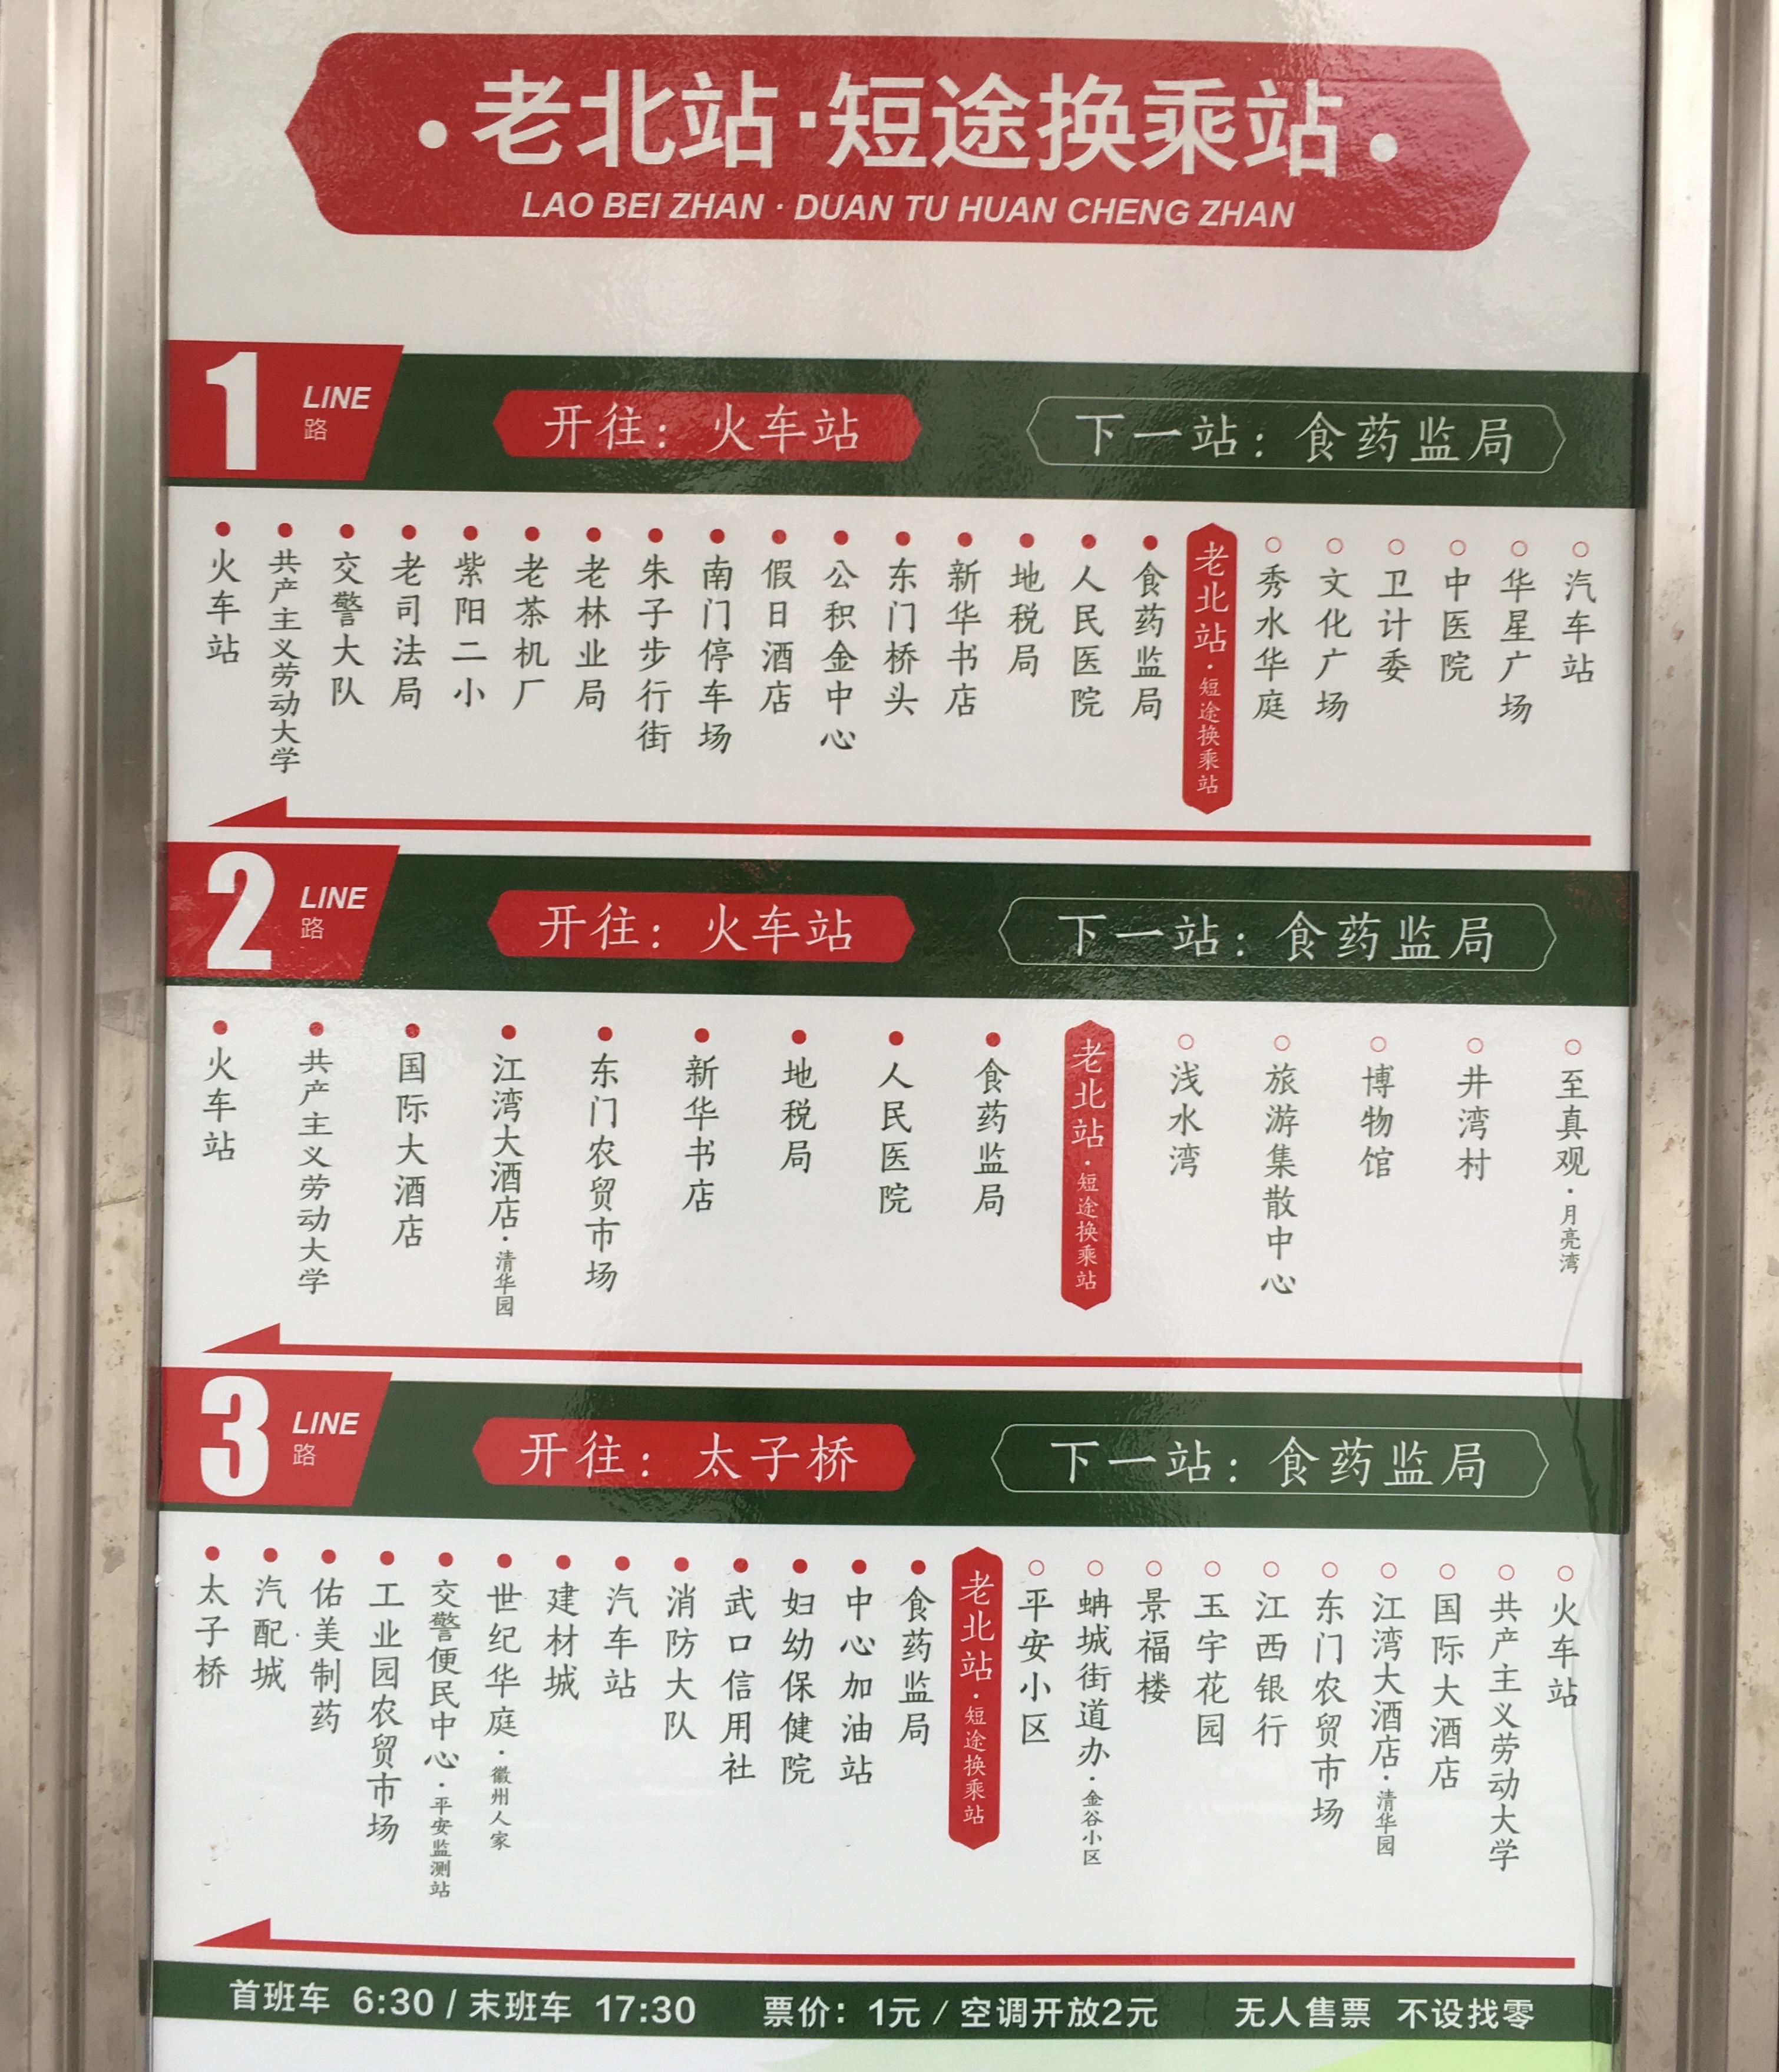 ·老北站·短途换乘站·
LAO BEI ZHAN · DUAN TU HUAN CHENG ZHAN
1 LINE
路
开往：火车站
下一站：食药监局
火车站
共产主义劳动大学
交警大队
老司法局
紫阳二小
老茶机厂
老林业局
朱子步行街
南门停车场
假日酒店
公积金中心
东门桥头
新华书店
地税局
人民医院
食药监局
老北站·短途换乘站
秀水华庭
文化广场
卫计委
中医院
华星广场
汽车站
2 LINE
路
开往：火车站
下一站：食药监局
火车站
共产主义劳动大学
国际大酒店
江湾大酒店·清华园
东门农贸市场
新华书店
地税局
人民医院
食药监局
老北站·短途换乘站
浅水湾
旅游集散中心
博物馆
井湾村
至真观·月亮湾
3 LINE
路
开往：太子桥
下一站：食药监局
太子桥
汽配城
佑美制药
工业园农贸市场
交警便民中心·平安监测站
世纪华庭·徽州人家
建材城
汽车站
消防大队
武口信用社
妇幼保健院
中心加油站
食药监局
老北站·短途换乘站
平安小区
蚺城街道办·金谷小区
景福楼
玉宇花园
江西银行
东门农贸市场
江湾大酒店·清华园
国际大酒店
共产主义劳动大学
火车站
首班车 6:30 / 末班车 17:30 票价：1元 / 空调开放2元 无人售票 不设找零